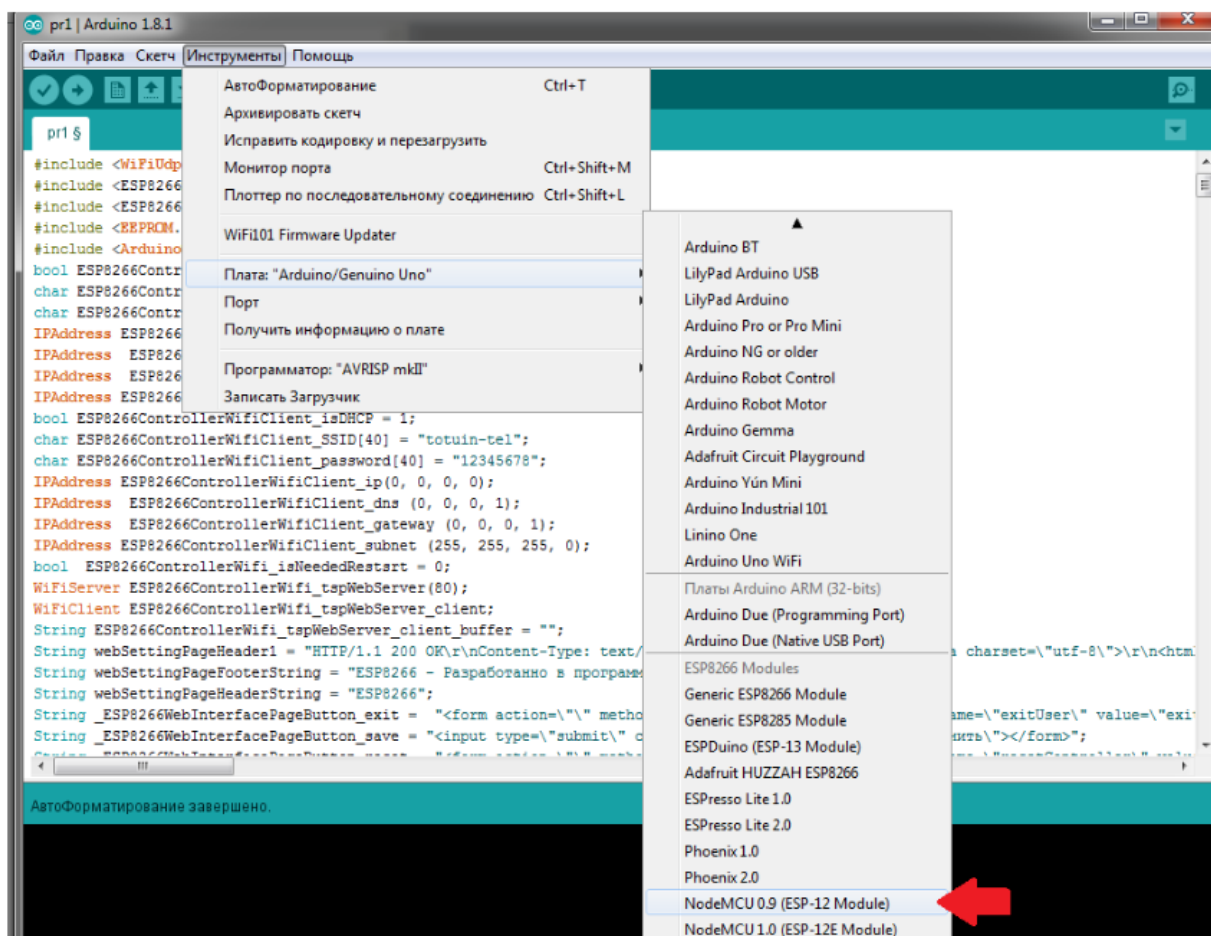 pr1 | Arduino 1.8.1
Файл Правка Скетч Инструменты Помощь
pr1 §
АвтоФорматирование Ctrl+T
Архивировать скетч
Исправить кодировку и перезагрузить
Монитор порта Ctrl+Shift+M
Плоттер по последовательному соединению Ctrl+Shift+L
WiFi101 Firmware Updater
Плата: "Arduino/Genuino Uno"
Порт
Получить информацию о плате
Программатор: "AVRISP mkII"
Записать Загрузчик
Arduino BT
LilyPad Arduino USB
LilyPad Arduino
Arduino Pro or Pro Mini
Arduino NG or older
Arduino Robot Control
Arduino Robot Motor
Arduino Gemma
Adafruit Circuit Playground
Arduino Yún Mini
Arduino Industrial 101
Linino One
Arduino Uno WiFi
Платы Arduino ARM (32-bits)
Arduino Due (Programming Port)
Arduino Due (Native USB Port)
ESP8266 Modules
Generic ESP8266 Module
Generic ESP8285 Module
ESPDuino (ESP-13 Module)
Adafruit HUZZAH ESP8266
ESPresso Lite 1.0
ESPresso Lite 2.0
Phoenix 1.0
Phoenix 2.0
NodeMCU 0.9 (ESP-12 Module)
NodeMCU 1.0 (ESP-12E Module)
#include <WiFiUdp
#include <ESP8266
#include <ESP8266
#include <EEPROM.
#include <Arduino
bool ESP8266Contr
char ESP8266Contr
char ESP8266Contr
IPAddress ESP8266
IPAddress  ESP826
IPAddress  ESP826
IPAddress ESP8266
bool ESP8266ControllerWifiClient_isDHCP = 1;
char ESP8266ControllerWifiClient_SSID[40] = "totuin-tel";
char ESP8266ControllerWifiClient_password[40] = "12345678";
IPAddress ESP8266ControllerWifiClient_ip(0, 0, 0, 0);
IPAddress  ESP8266ControllerWifiClient_dns (0, 0, 0, 1);
IPAddress  ESP8266ControllerWifiClient_gateway (0, 0, 0, 1);
IPAddress ESP8266ControllerWifiClient_subnet (255, 255, 255, 0);
bool  ESP8266ControllerWifi_isNeededRestart = 0;
WiFiServer ESP8266ControllerWifi_tspWebServer(80);
WiFiClient ESP8266ControllerWifi_tspWebServer_client;
String ESP8266ControllerWifi_tspWebServer_client_buffer = "";
String webSettingPageHeader1 = "HTTP/1.1 200 OK\r\nContent-Type: text/ a charset=\"utf-8\">\r\n<htm
String webSettingPageFooterString = "ESP8266 - Разработанно в програм
String webSettingPageHeaderString = "ESP8266";
String _ESP8266WebInterfacePageButton_exit =  "<form action=\"\" metho ame=\"exitUser\" value=\"exi
String _ESP8266WebInterfacePageButton_save = "<input type=\"submit\" c нить\"></form>";
АвтоФорматирование завершено.